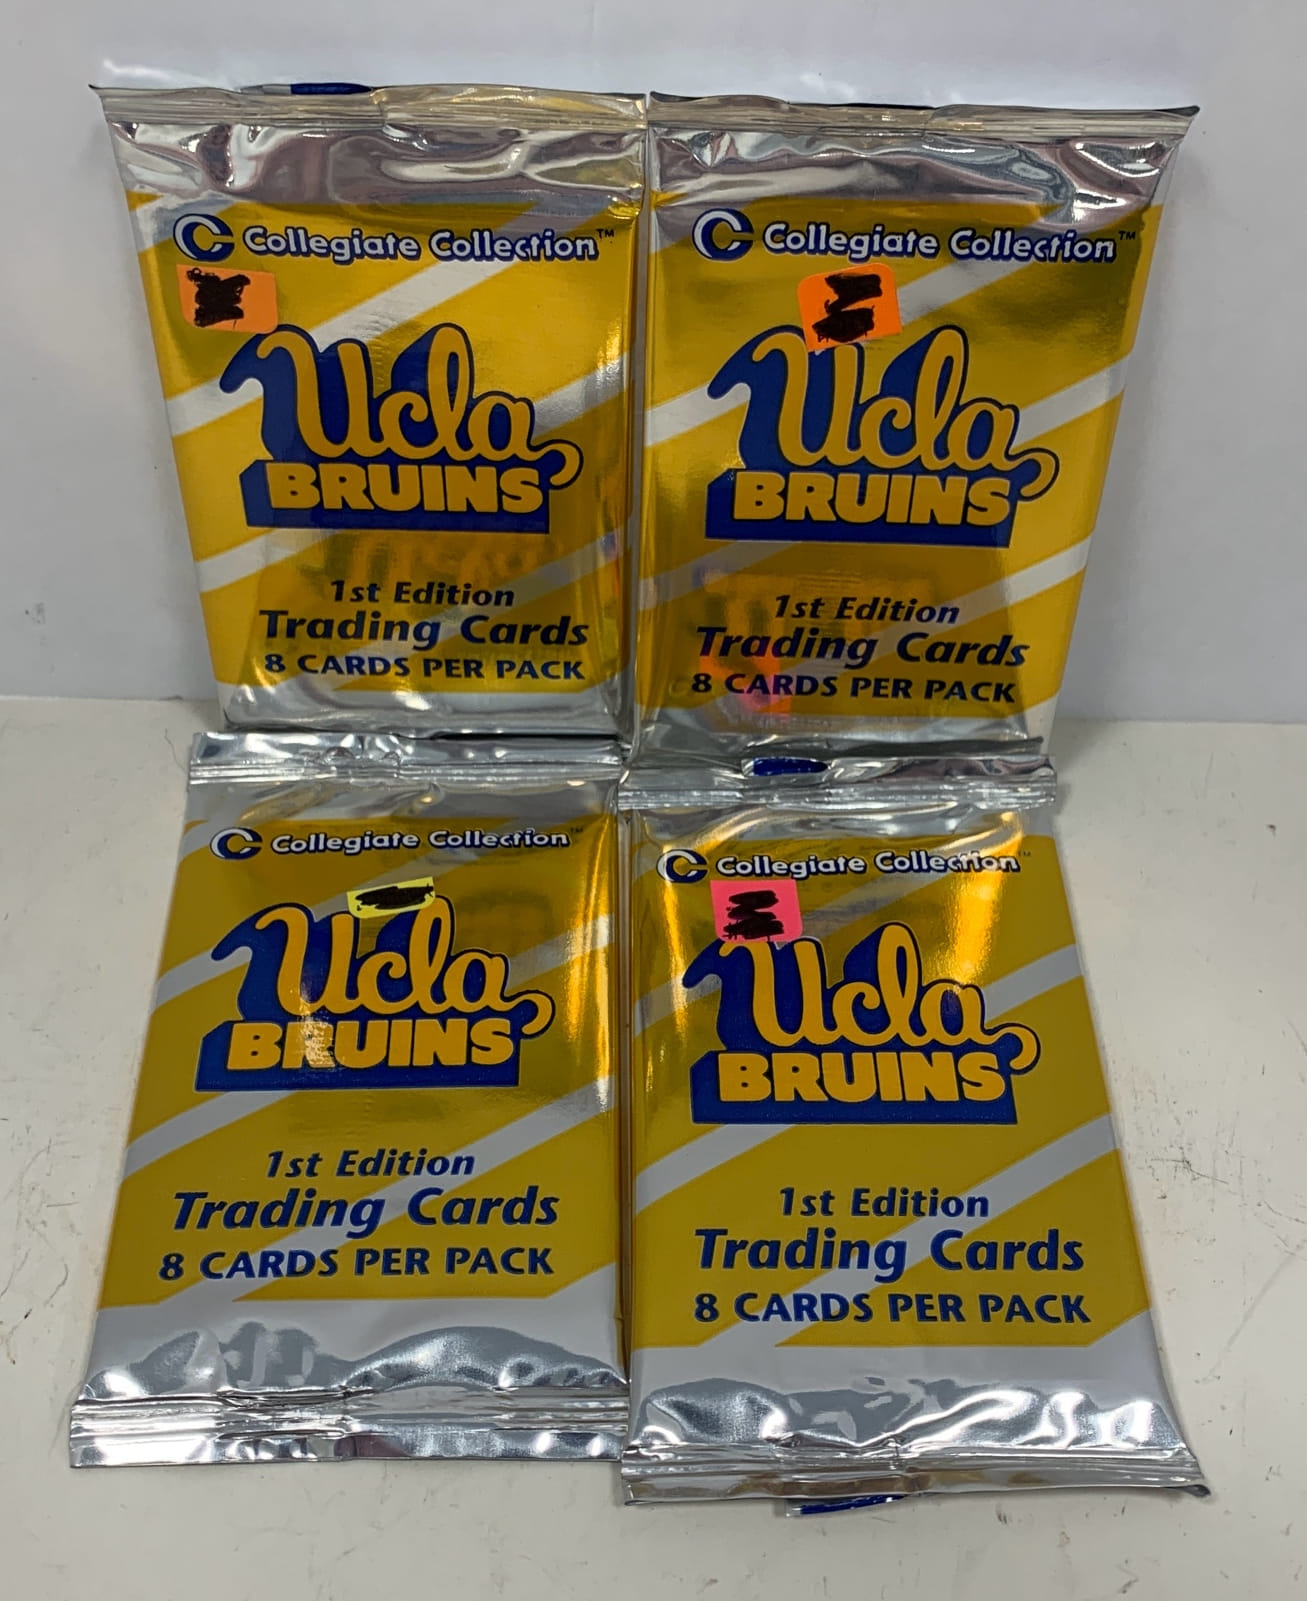 Collegiate Collection™
Ucla
BRUINS
1st Edition
Trading Cards
8 CARDS PER PACK
Collegiate Collection™
Ucla
BRUINS
1st Edition
Trading Cards
8 CARDS PER PACK
Collegiate Collection™
Ucla
BRUINS
1st Edition
Trading Cards
8 CARDS PER PACK
Collegiate Collection™
Ucla
BRUINS
1st Edition
Trading Cards
8 CARDS PER PACK